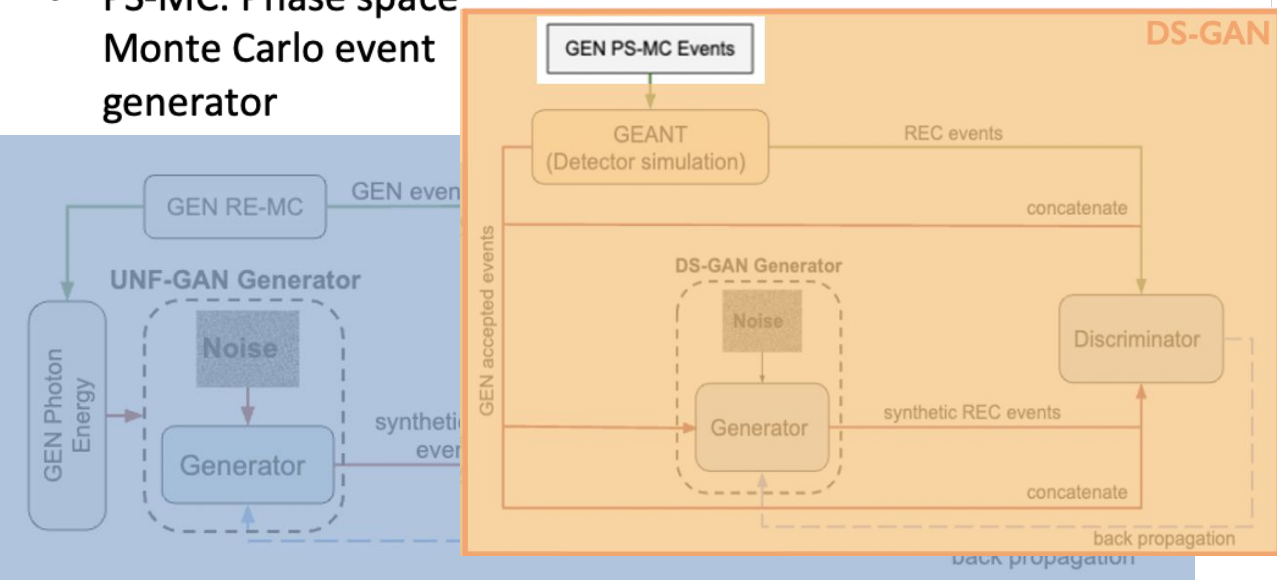 PS-MC: Phase space
Monte Carlo event
generator
DS-GAN
GEN PS-MC Events
GEANT
(Detector simulation)
REC events
concatenate
GEN accepted events
DS-GAN Generator
Noise
Generator
synthetic REC events
Discriminator
concatenate
back propagation
GEN RE-MC
GEN even
UNF-GAN Generator
Noise
GEN Photon
Energy
Generator
syntheti
even
back propagation